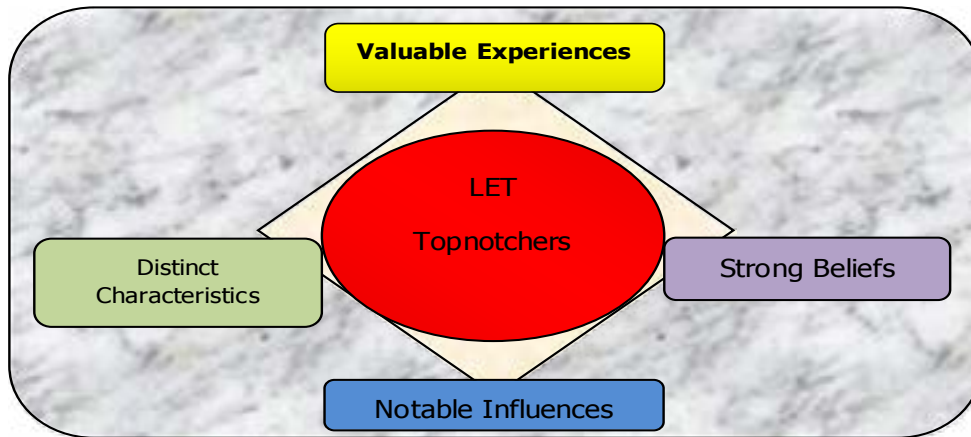 Valuable Experiences
LET
Topnotchers
Distinct
Characteristics
Strong Beliefs
Notable Influences